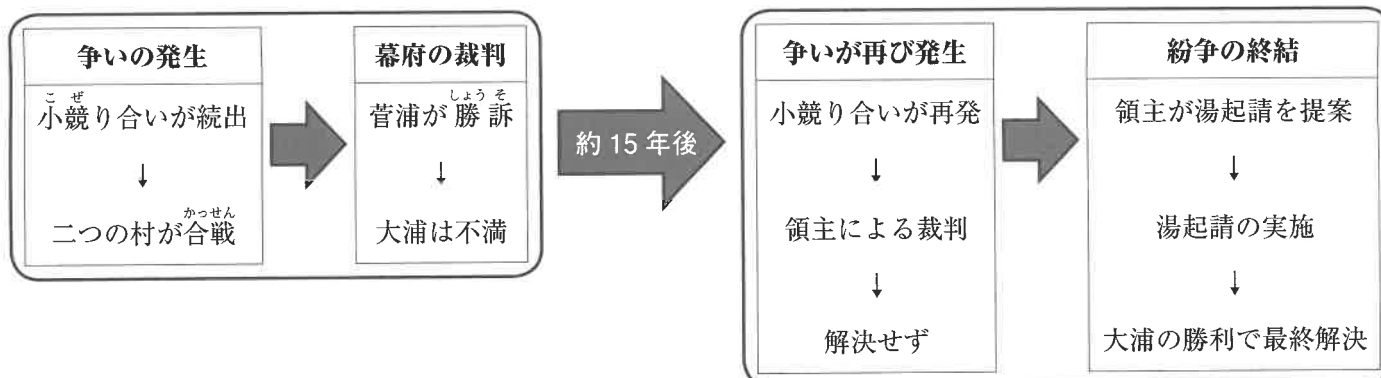 争いの発生
小競り合いが続出
↓
二つの村が合戦
幕府の裁判
菅浦が勝訴
↓
大浦は不満
約15年後
争いが再び発生
小競り合いが再発
↓
領主による裁判
↓
解決せず
紛争の終結
領主が湯起請を提案
↓
湯起請の実施
↓
大浦の勝利で最終解決
こぜ
かっせん
しょうそ